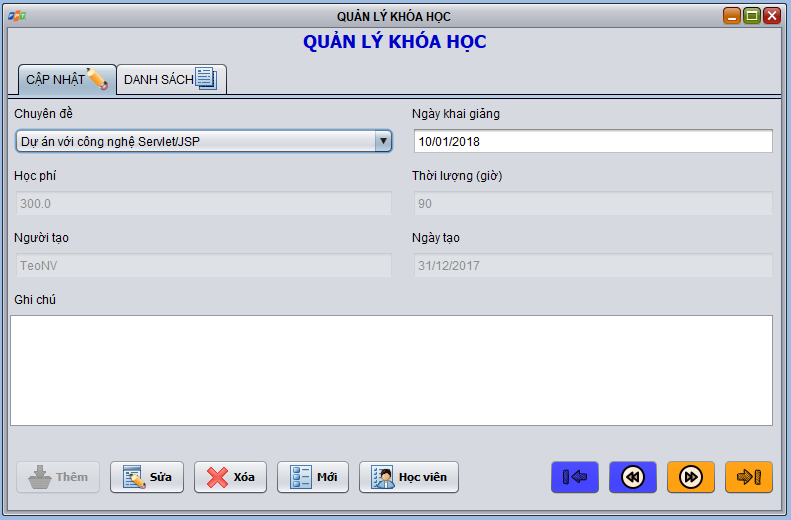 QUẢN LÝ KHÓA HỌC
QUẢN LÝ KHÓA HỌC
CẬP NHẬT DANH SÁCH
Chuyên đề Ngày khai giảng
Dự án với công nghệ Servlet/JSP 10/01/2018
Học phí Thời lượng (giờ)
300.0 90
Người tạo Ngày tạo
TeoNV 31/12/2017
Ghi chú
Thêm Sửa Xóa Mới Học viên